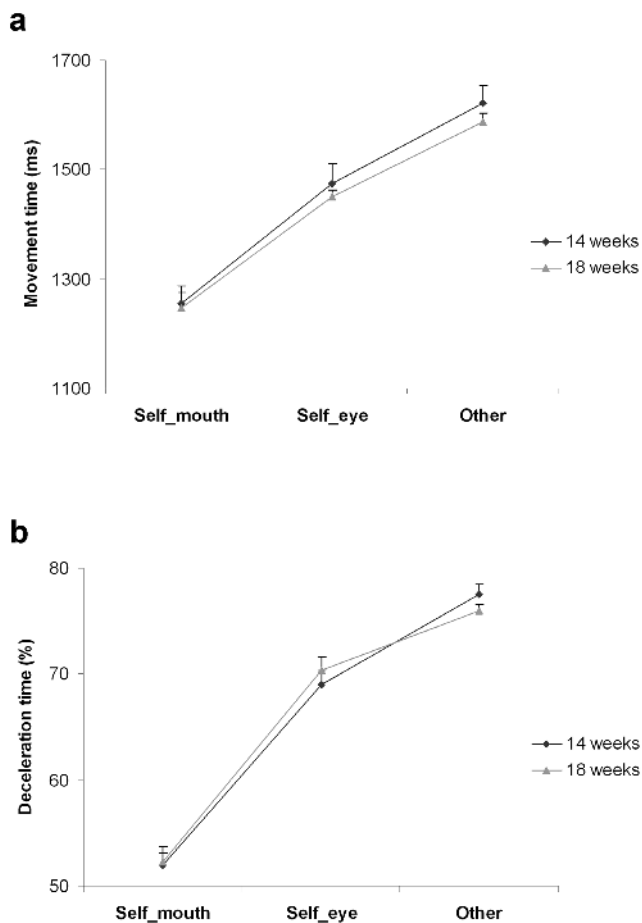 a
1700
1500
1300
1100
Movement time (ms)
Self_mouth Self_eye Other
14 weeks
18 weeks
b
80
70
60
50
Deceleration time (%)
Self_mouth Self_eye Other
14 weeks
18 weeks